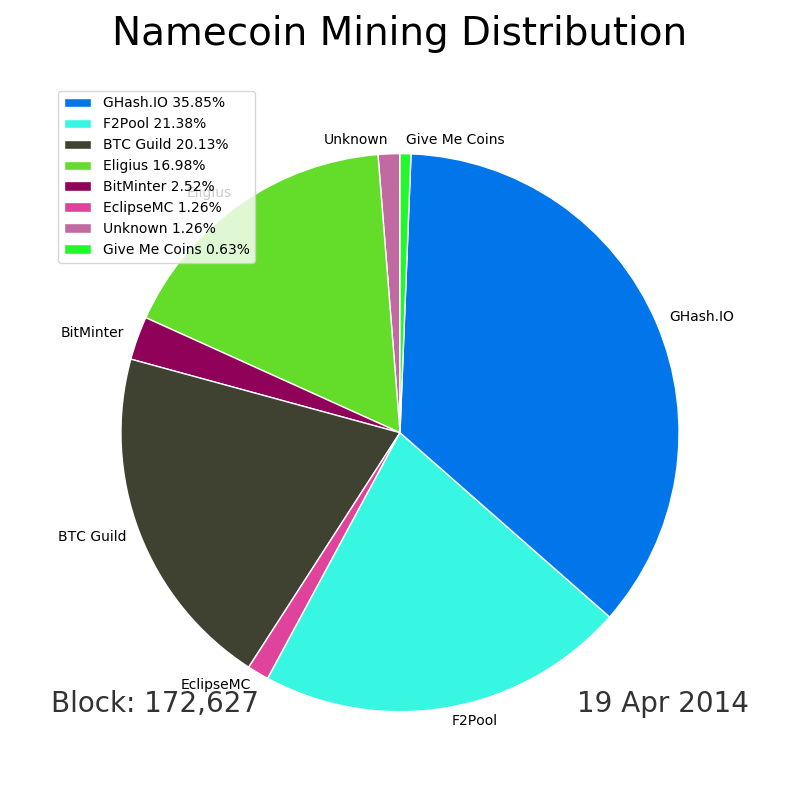 Namecoin Mining Distribution
GHash.IO 35.85%
F2Pool 21.38%
BTC Guild 20.13%
Eligius 16.98%
BitMinter 2.52%
EclipseMC 1.26%
Unknown 1.26%
Give Me Coins 0.63%
Unknown
Give Me Coins
Eligius
GHash.IO
BitMinter
BTC Guild
EclipseMC
F2Pool
Block: 172,627
19 Apr 2014